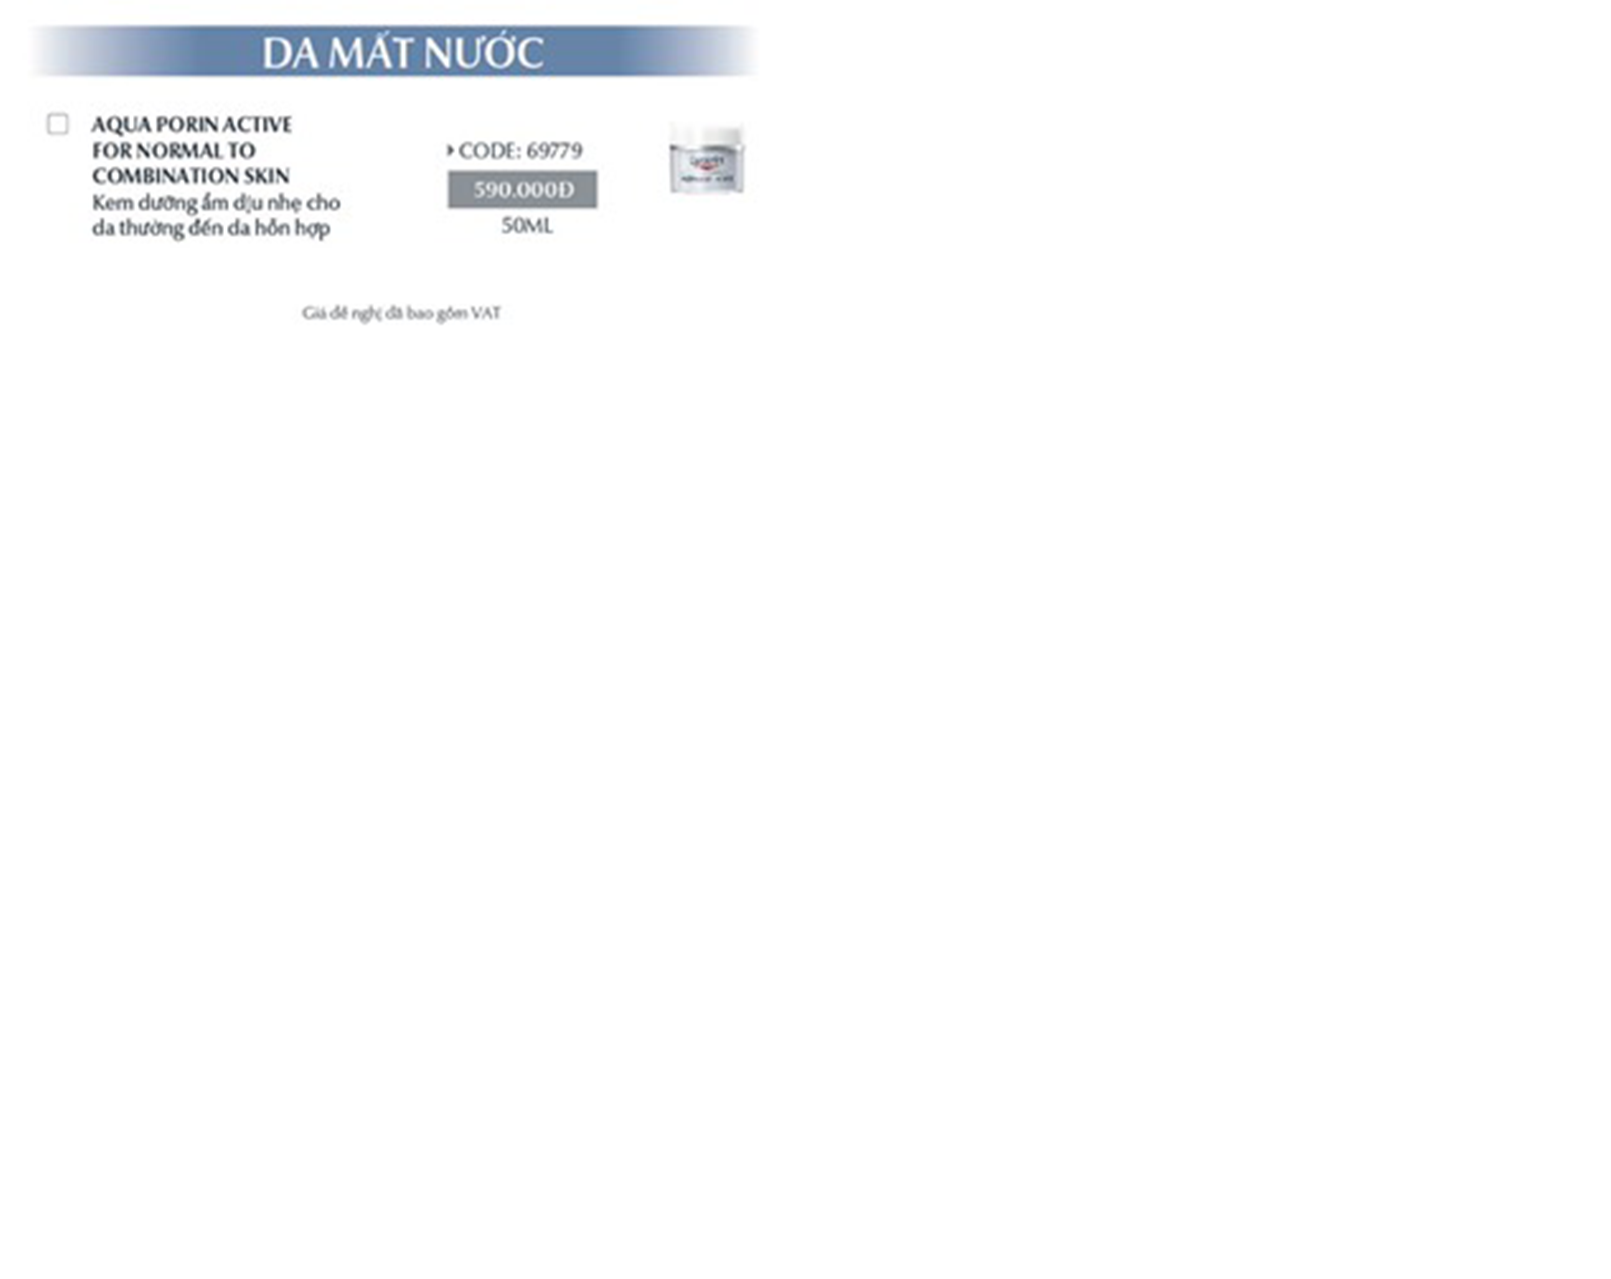 DA MẤT NƯỚC
AQUA PORIN ACTIVE
FOR NORMAL TO
COMBINATION SKIN
Kem dưỡng ẩm dịu nhẹ cho
da thường đến da hỗn hợp
CODE: 69779
590.000Đ
50ML
Eucerin
Giá đề nghị đã bao gồm VAT